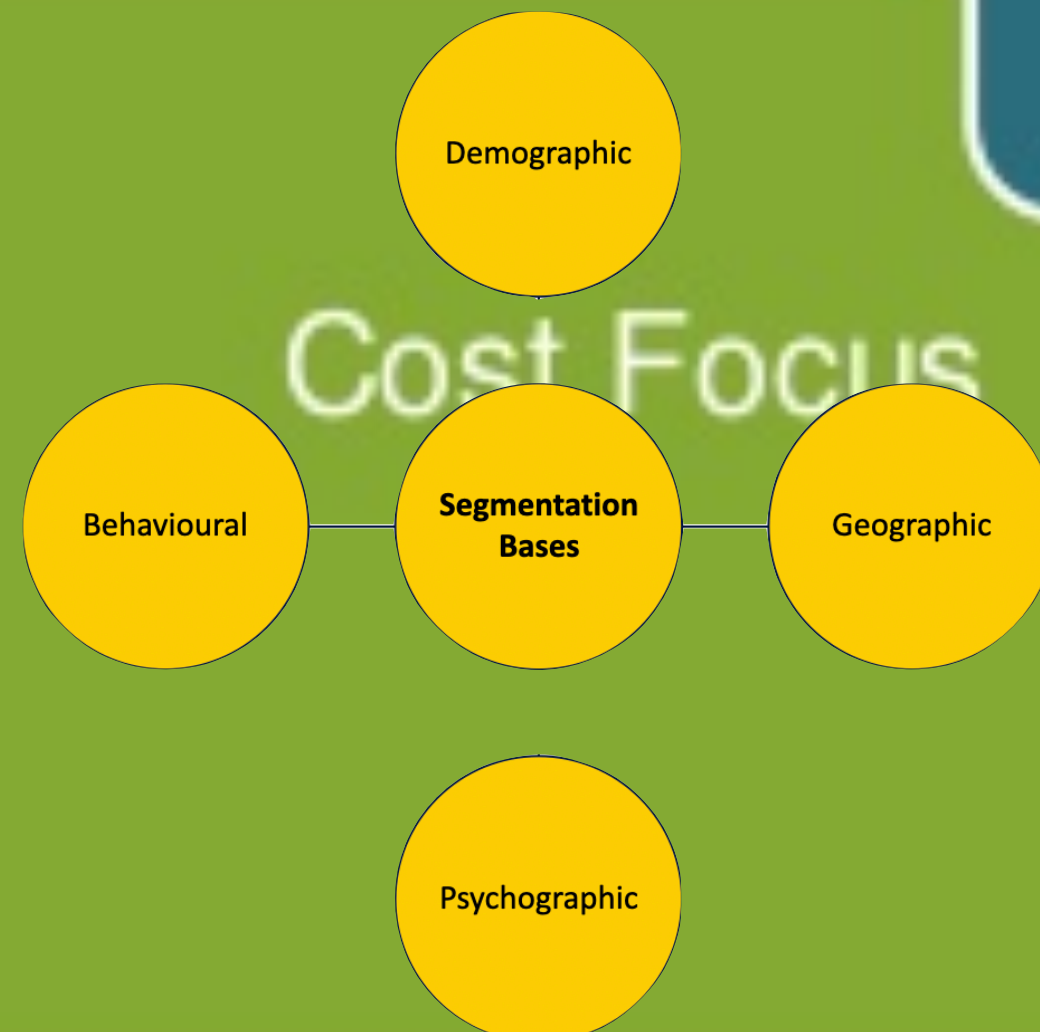 Demographic
Cost Focus
Behavioural
Segmentation
Bases
Geographic
Psychographic